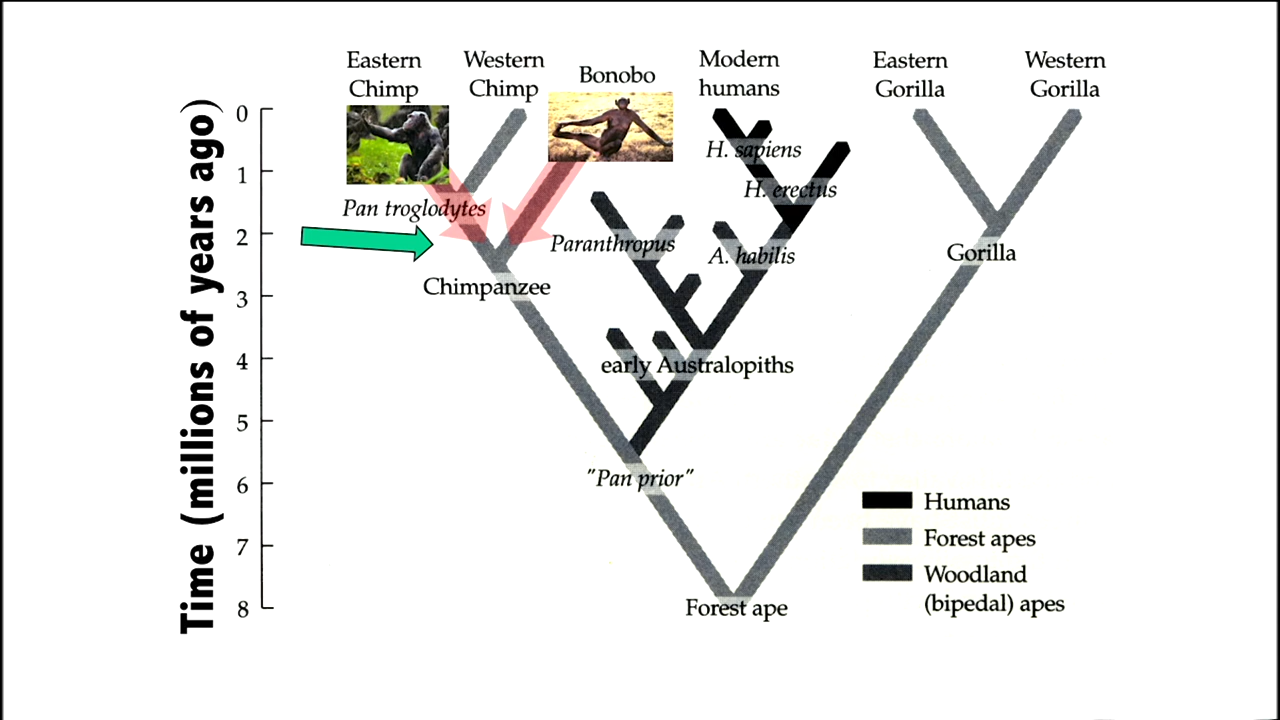 Eastern
Chimp
Western
Chimp
Bonobo
Modern
humans
Eastern
Gorilla
Western
Gorilla
Time (millions of years ago)
0
1
2
3
4
5
6
7
8
H. sapiens
H. erectus
Pan troglodytes
Paranthropus
A. habilis
Gorilla
Chimpanzee
early Australopiths
"Pan prior"
Forest ape
Humans
Forest apes
Woodland
(bipedal) apes